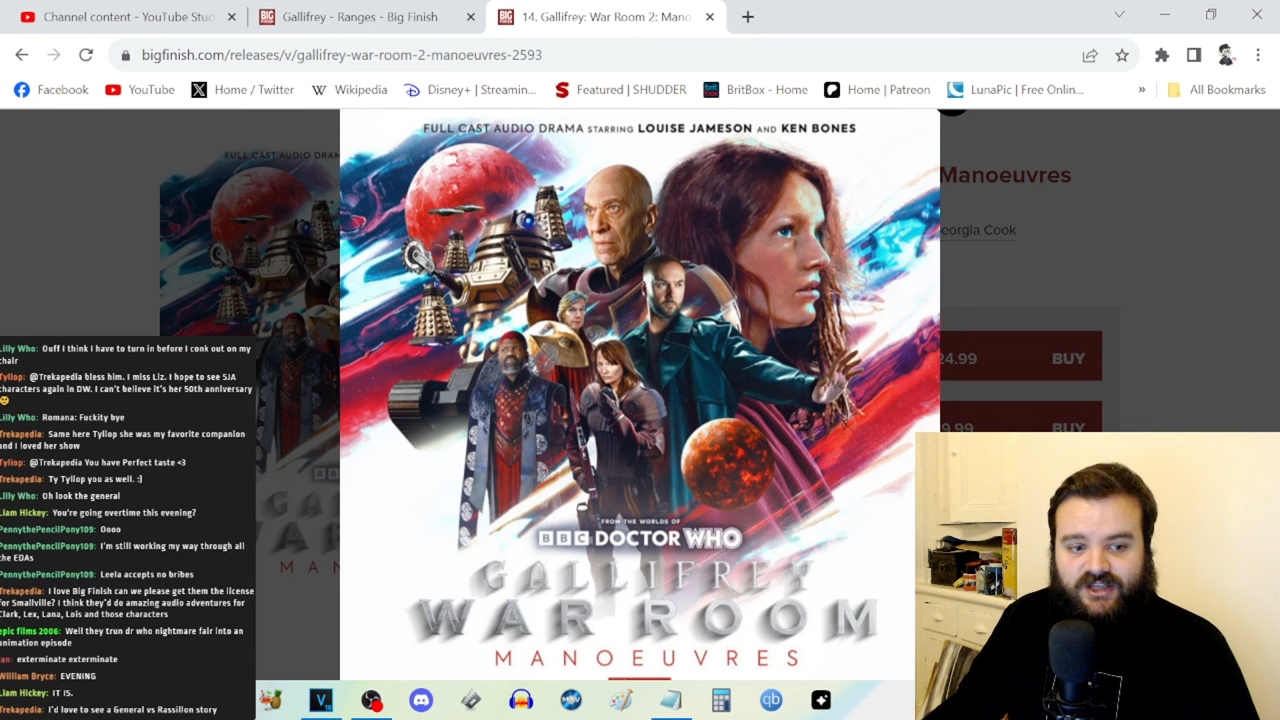 Channel content - YouTube Stud
Gallifrey - Ranges - Big Finish
14. Gallifrey: War Room 2: Mano
bigfinish.com/releases/v/gallifrey-war-room-2-manoeuvres-2593
Facebook
YouTube
Home / Twitter
Wikipedia
Disney+ | Streamin...
Featured | SHUDDER
BritBox - Home
Home | Patreon
LunaPic | Free Onlin...
»
All Bookmarks
FULL CAST AUDIO DRAM
FULL CAST AUDIO DRAMA STARRING LOUISE JAMESON AND KEN BONES
Manoeuvres
eorgia Cook
24.99 BUY
9.99 BUY
FROM THE WORLDS OF
BBC DOCTOR WHO
GALLIFREY
WAR ROOM
MANOEUVRES
Lilly Who: Ouff I think I have to turn in before I conk out on my
chair
Tyliop: @Trekapedia bless him. I miss Liz. I hope to see SJA
characters again in DW. I can't believe it's her 50th anniversary
Lilly Who: Romana: Fuckity bye
Trekapedia: Same here Tyliop she was my favorite companion
and I loved her show
Tyliop: @Trekapedia You have Perfect taste <3
Trekapedia: Ty Tyliop you as well. :)
Lilly Who: Oh look the general
Liam Hickey: You're going overtime this evening?
PennythePencilPony109: Oooo
PennythePencilPony109: I'm still working my way through all
the EDAs
PennythePencilPony109: Leela accepts no bribes
Trekapedia: I love Big Finish can we please get them the license
for Smallville? I think they'd do amazing audio adventures for
Clark, Lex, Lana, Lois and those characters
epic films 2006: Well they trun dr who nightmare fair into an
animation episode
an: exterminate exterminate
William Bryce: EVENING
Liam Hickey: IT IS.
Trekapedia: I'd love to see a General vs Rassilon story